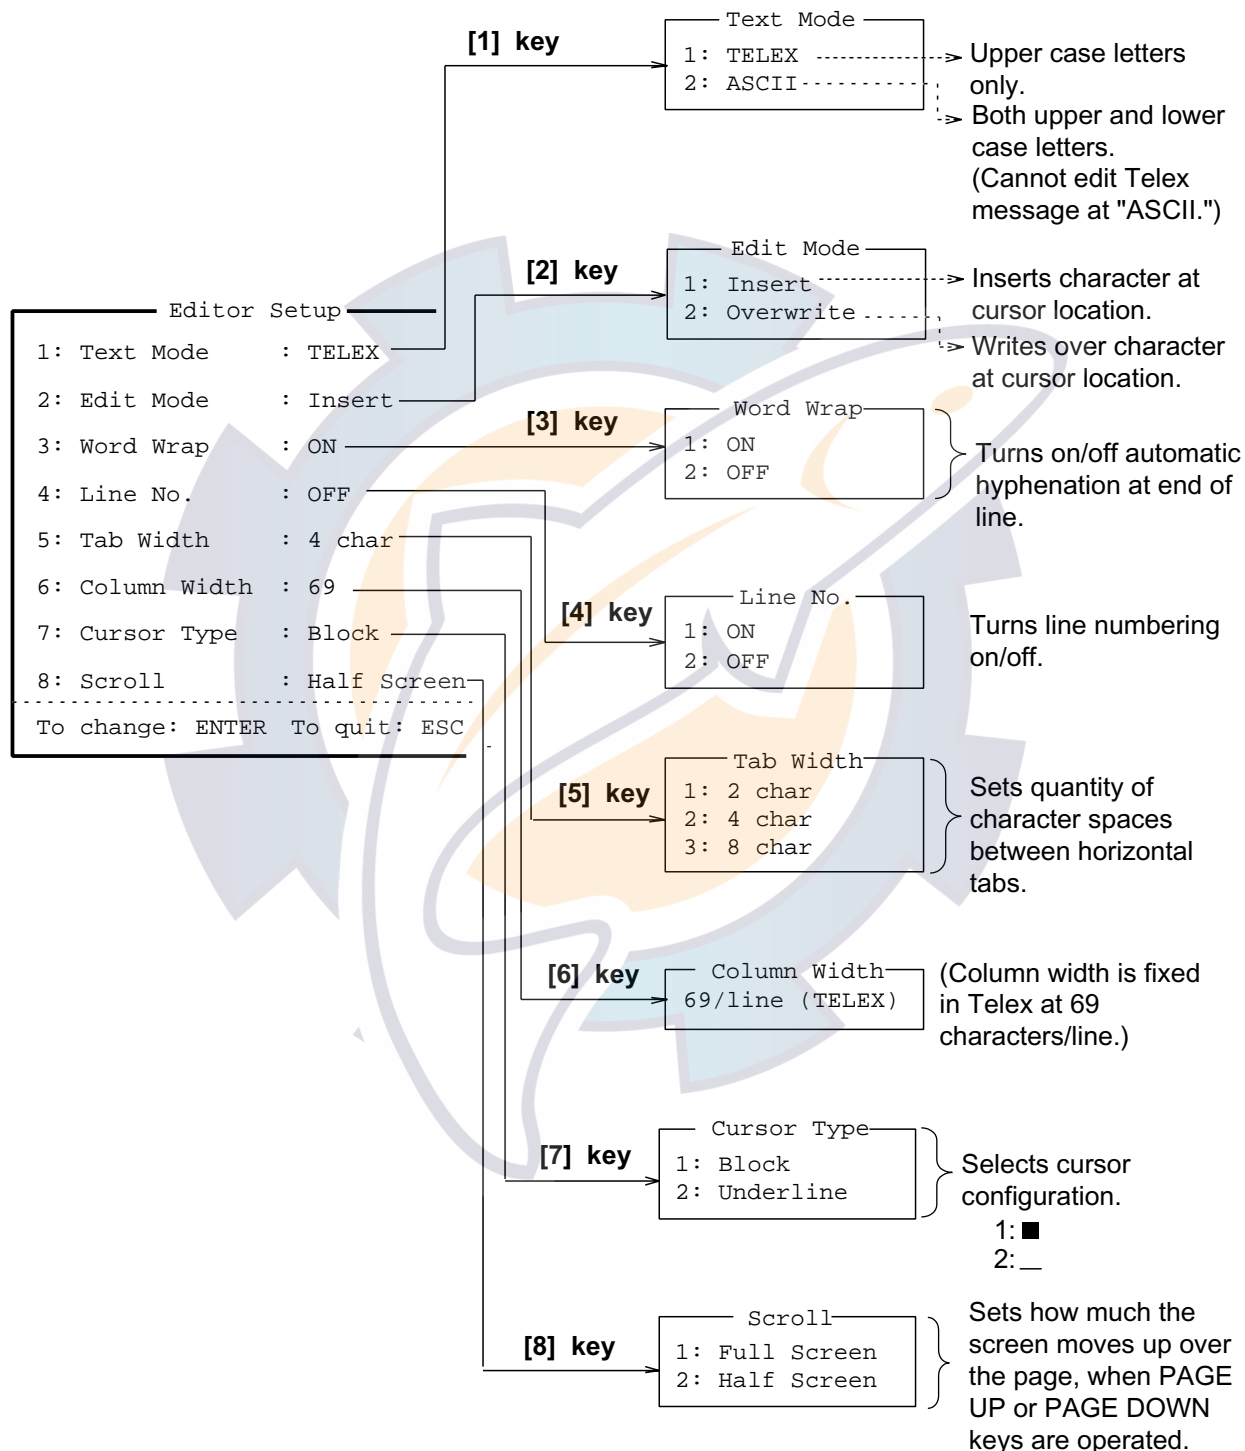 Editor Setup
1: Text Mode : TELEX
2: Edit Mode : Insert
3: Word Wrap : ON
4: Line No. : OFF
5: Tab Width : 4 char
6: Column Width : 69
7: Cursor Type : Block
8: Scroll : Half Screen
To change: ENTER To quit: ESC
[1] key
Text Mode
1: TELEX
2: ASCII
Upper case letters
only.
Both upper and lower
case letters.
(Cannot edit Telex
message at "ASCII.")
[2] key
Edit Mode
1: Insert
2: Overwrite
Inserts character at
cursor location.
Writes over character
at cursor location.
[3] key
Word Wrap
1: ON
2: OFF
Turns on/off automatic
hyphenation at end of
line.
[4] key
Line No.
1: ON
2: OFF
Turns line numbering
on/off.
[5] key
Tab Width
1: 2 char
2: 4 char
3: 8 char
Sets quantity of
character spaces
between horizontal
tabs.
[6] key
Column Width
69/line (TELEX)
(Column width is fixed
in Telex at 69
characters/line.)
[7] key
Cursor Type
1: Block
2: Underline
Selects cursor
configuration.
1: ■
2: _
[8] key
Scroll
1: Full Screen
2: Half Screen
Sets how much the
screen moves up over
the page, when PAGE
UP or PAGE DOWN
keys are operated.